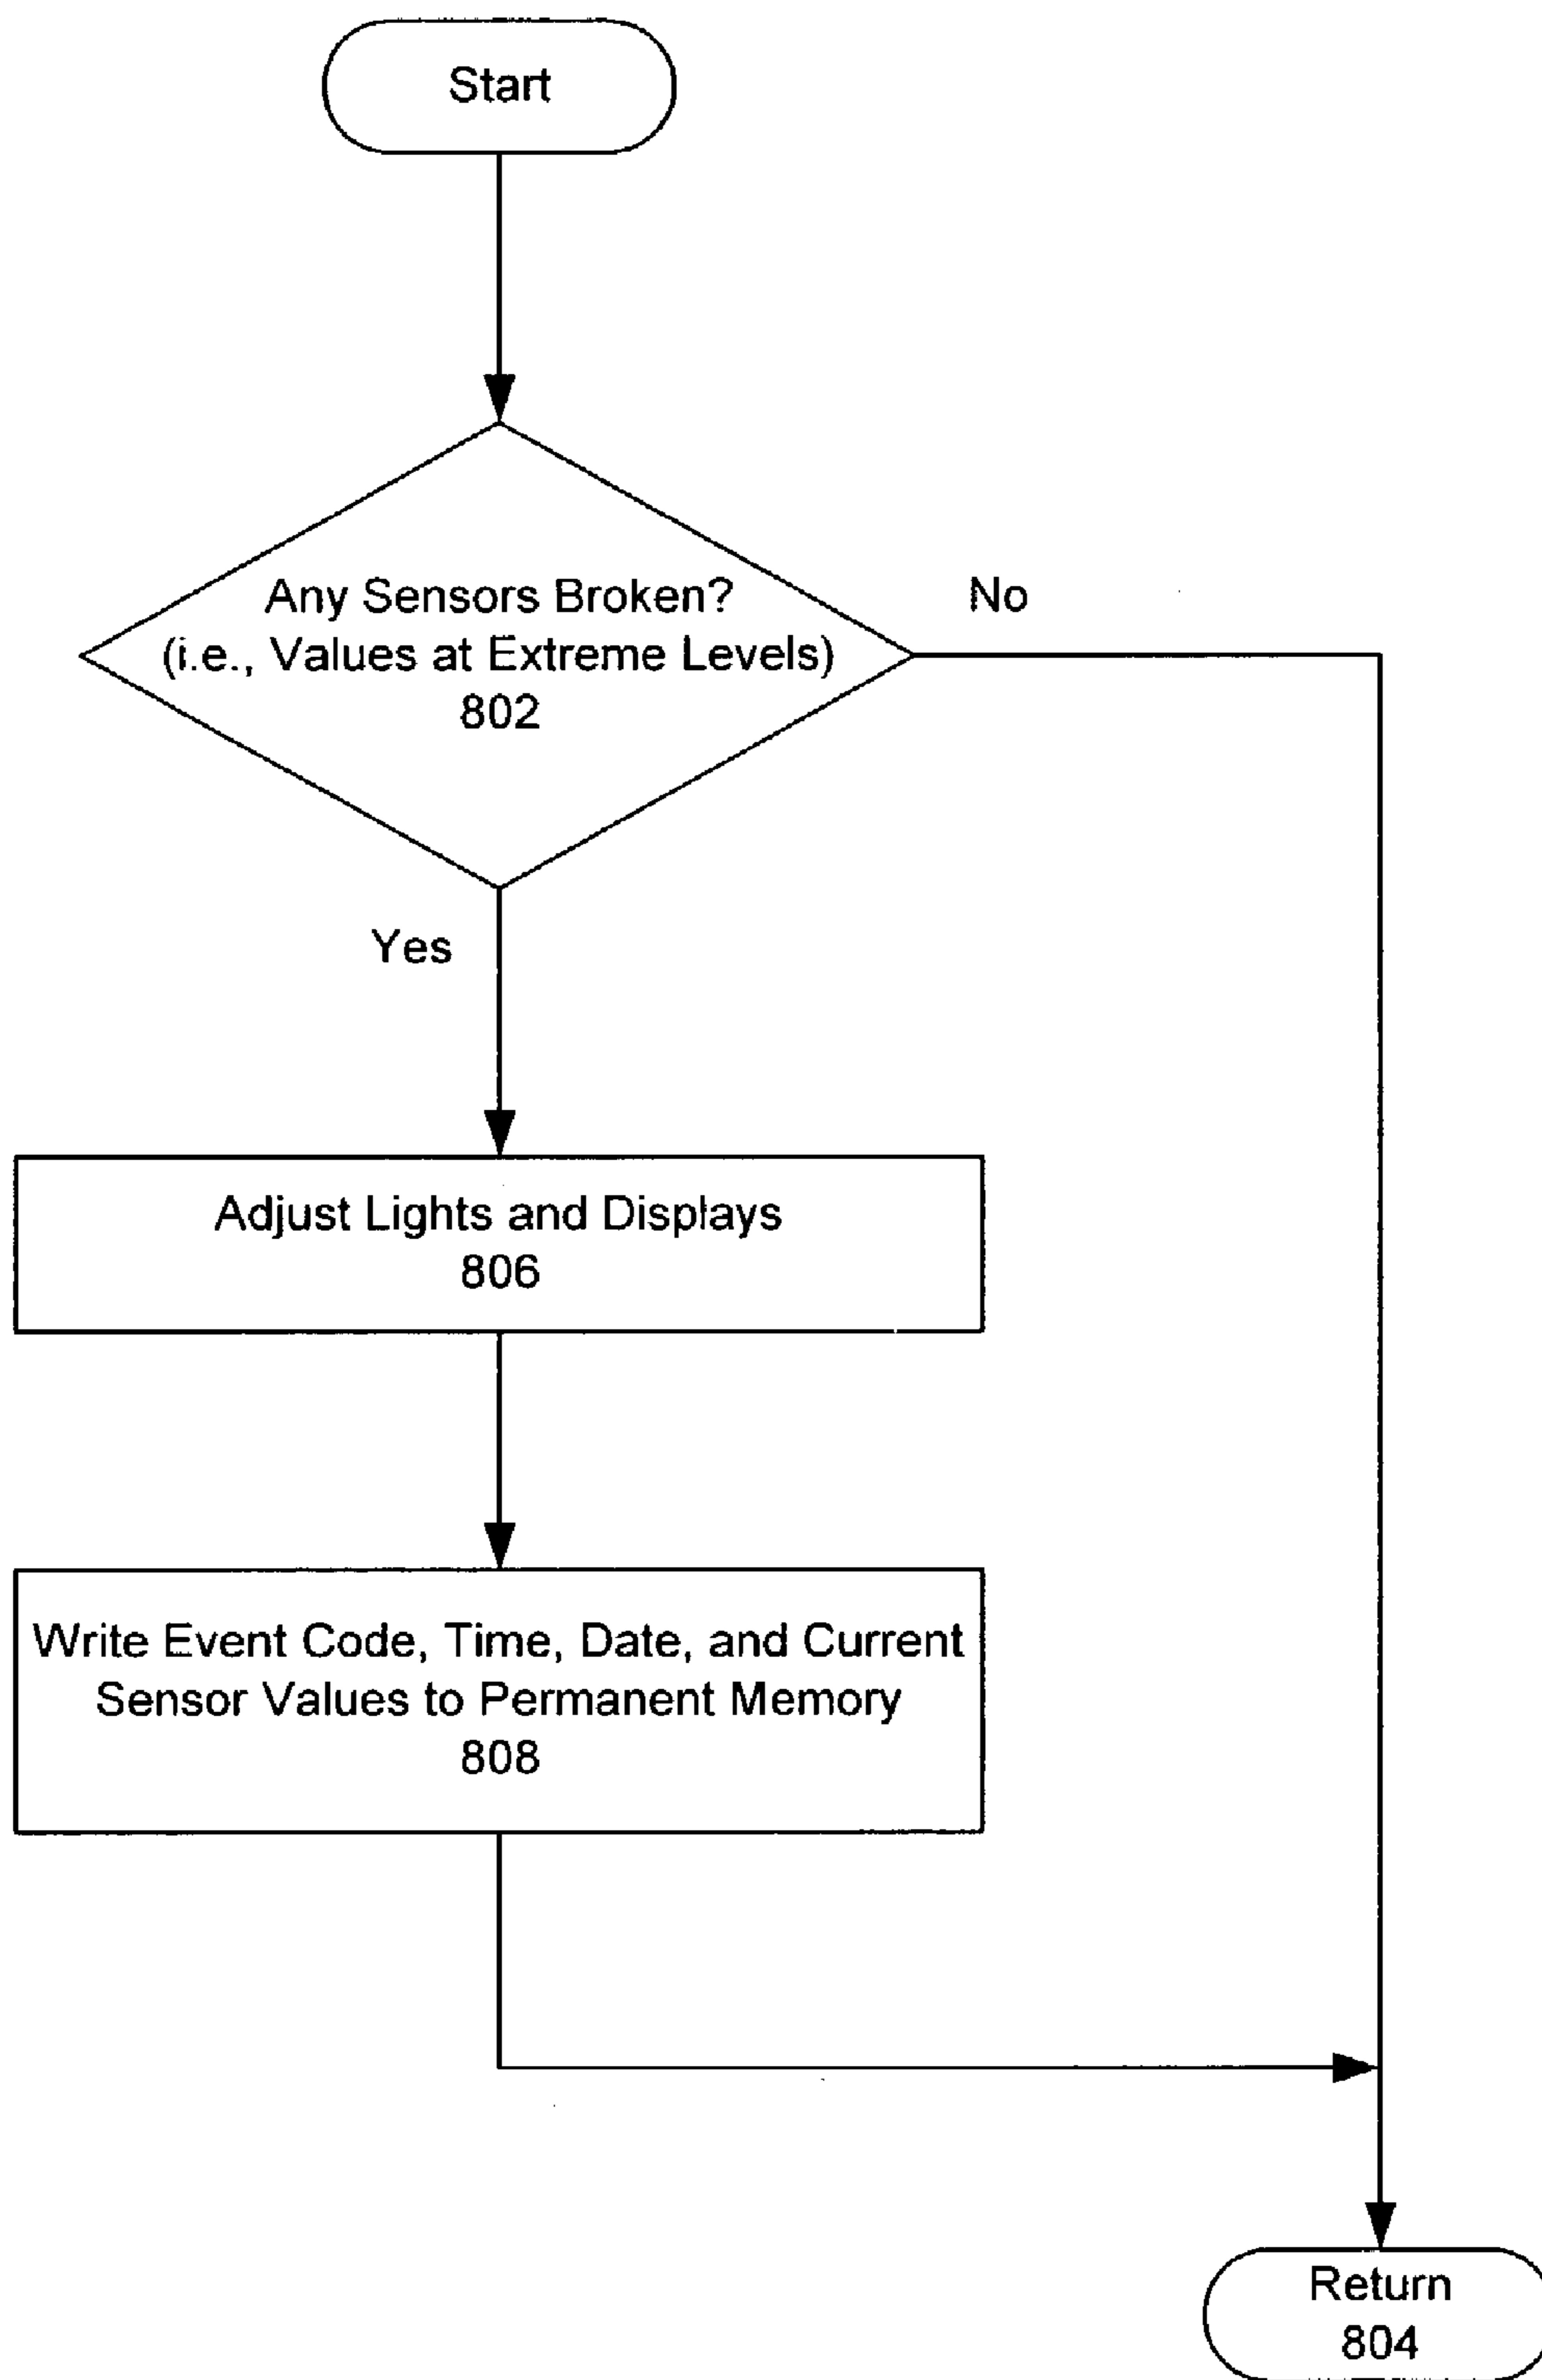 Start
Any Sensors Broken?
(i.e., Values at Extreme Levels)
802
No
Yes
Adjust Lights and Displays
806
Write Event Code, Time, Date, and Current
Sensor Values to Permanent Memory
808
Return
804